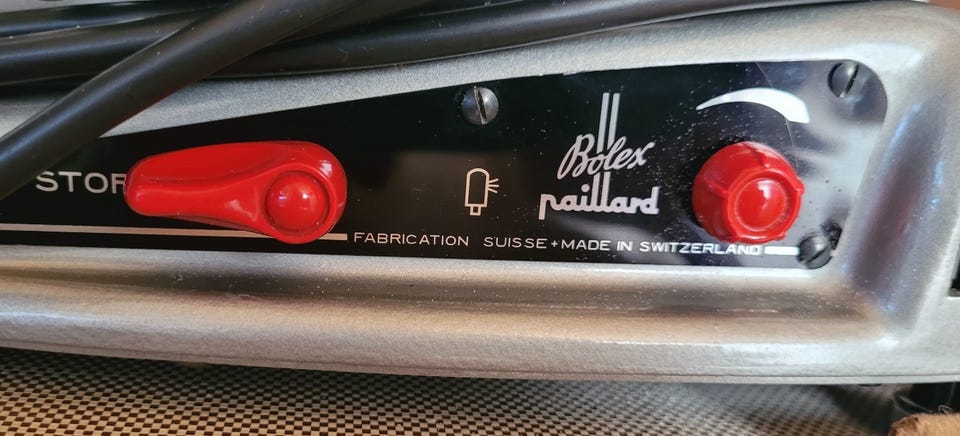 STOP
Bolex
paillard
FABRICATION SUISSE + MADE IN SWITZERLAND